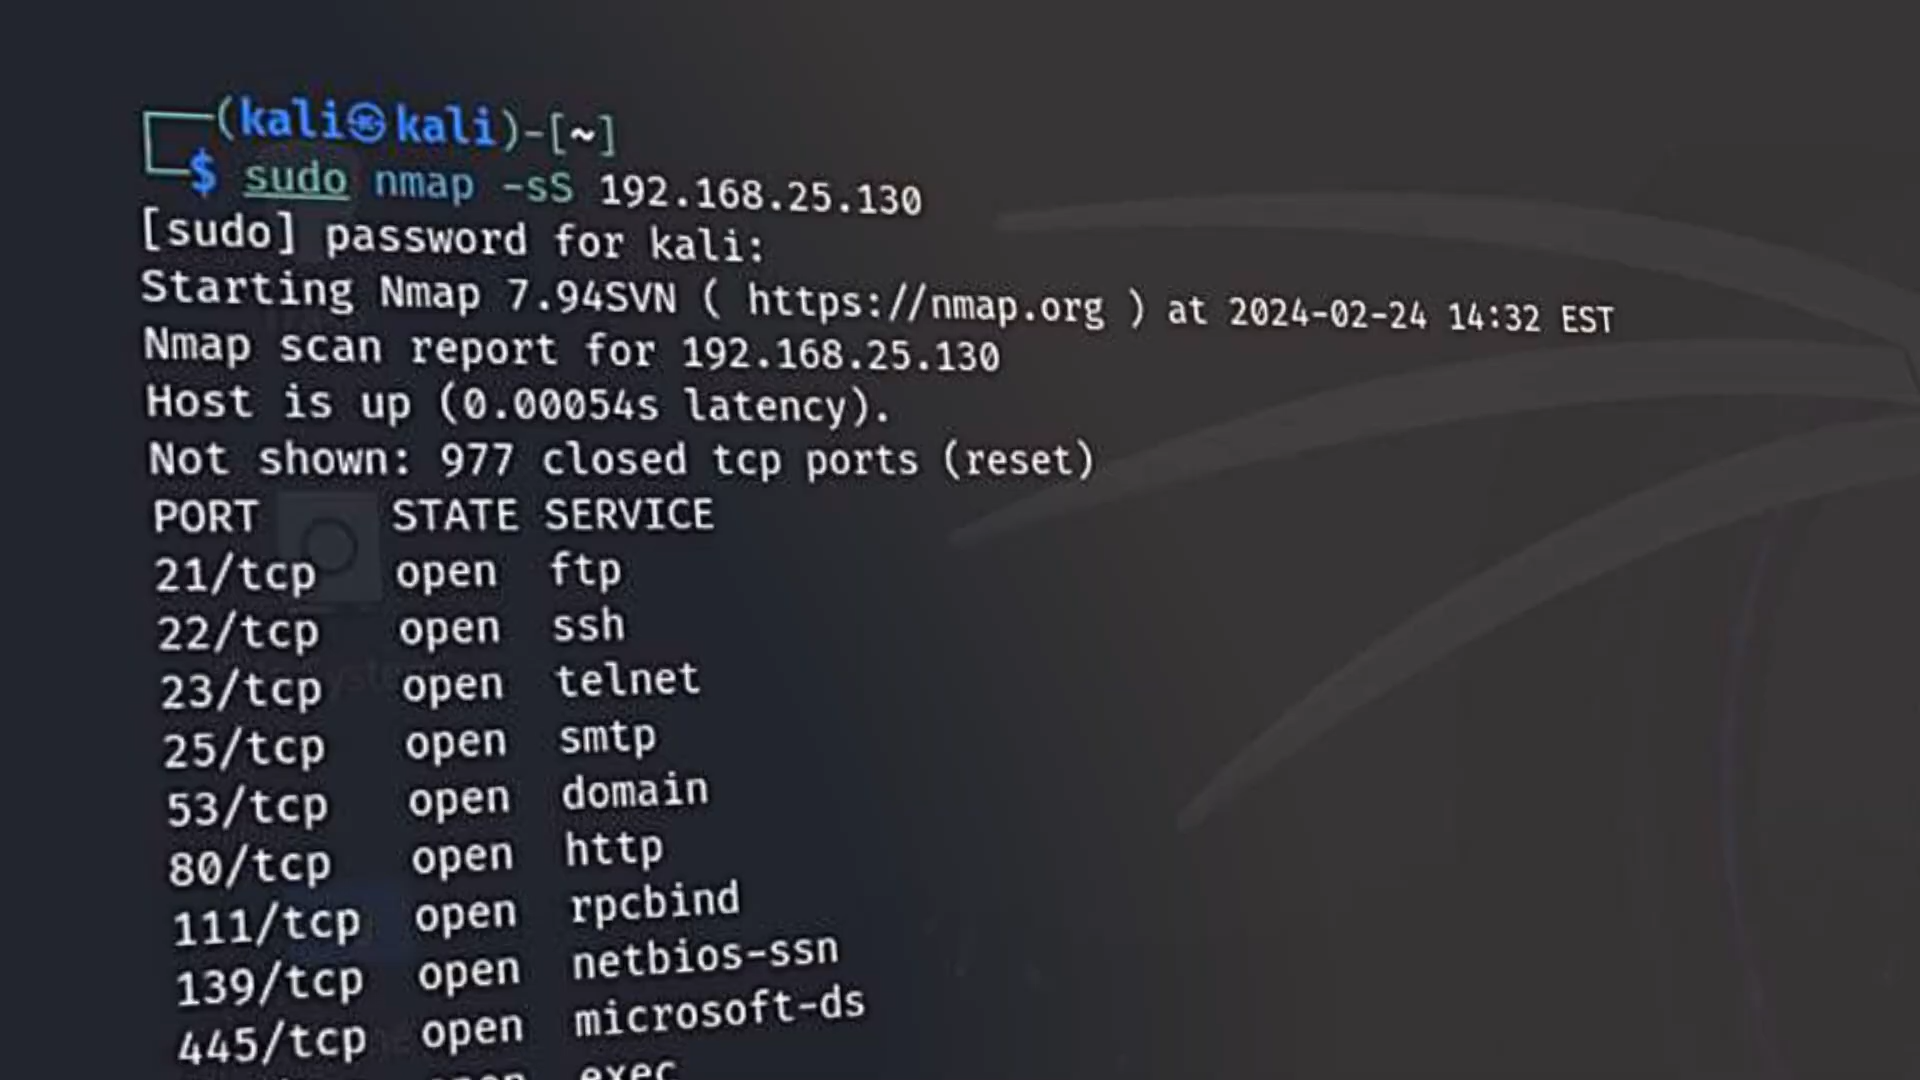 (kali㉿kali)-[~]
$ sudo nmap -sS 192.168.25.130
[sudo] password for kali:
Starting Nmap 7.94SVN ( https://nmap.org ) at 2024-02-24 14:32 EST
Nmap scan report for 192.168.25.130
Host is up (0.00054s latency).
Not shown: 977 closed tcp ports (reset)
PORT STATE SERVICE
21/tcp open ftp
22/tcp open ssh
23/tcp open telnet
25/tcp open smtp
53/tcp open domain
80/tcp open http
111/tcp open rpcbind
139/tcp open netbios-ssn
445/tcp open microsoft-ds
open exec